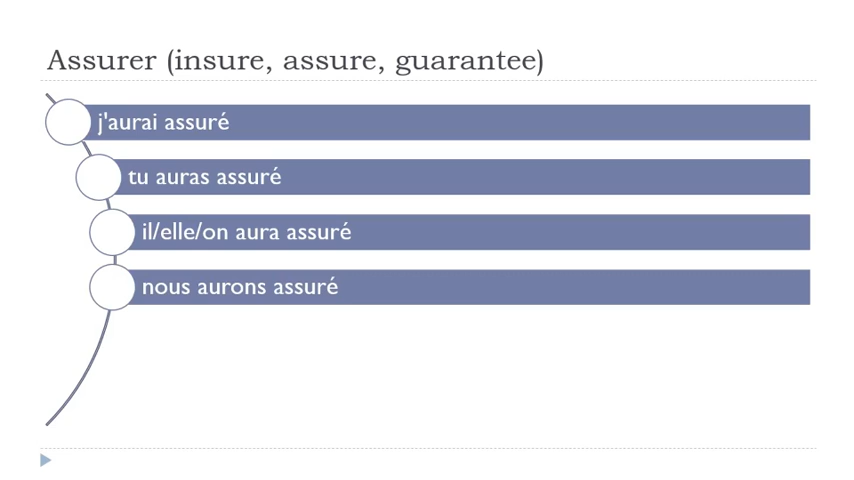 Assurer (insure, assure, guarantee)
j'aurai assuré
tu auras assuré
il/elle/on aura assuré
nous aurons assuré